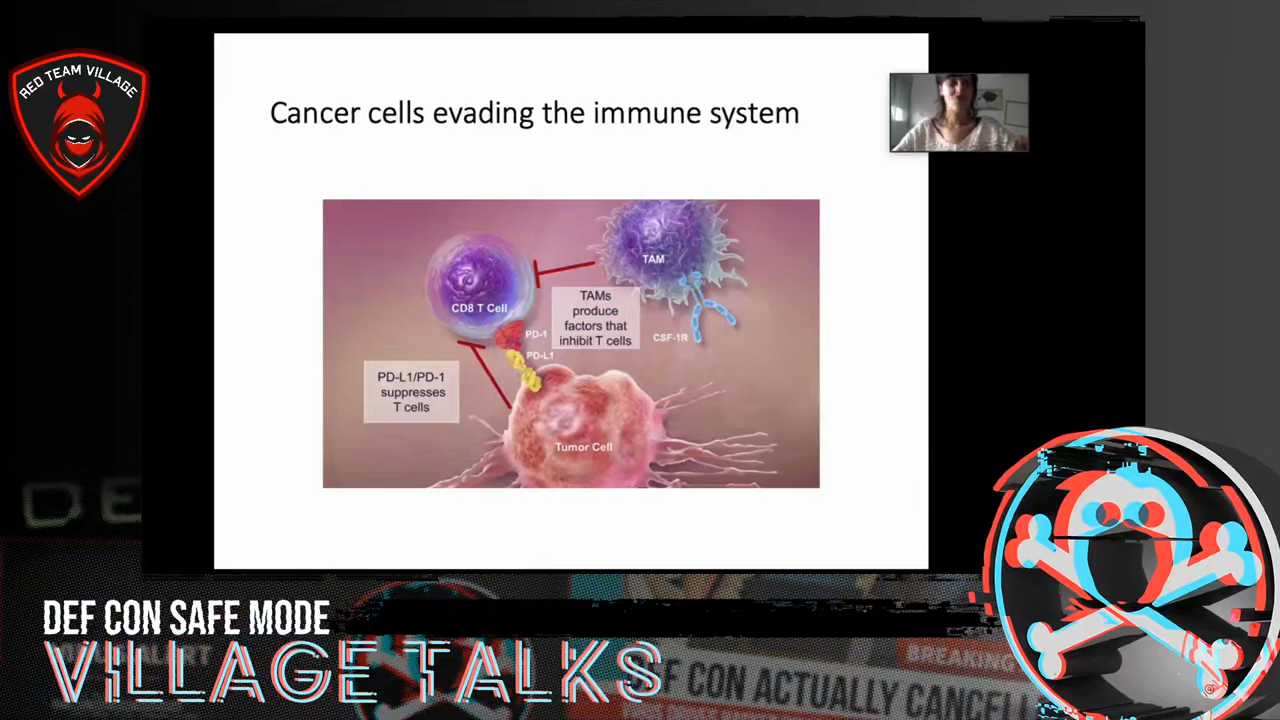 RED TEAM VILLAGE
Cancer cells evading the immune system
TAM
CD8 T Cell
TAMs
produce
factors that
inhibit T cells
PD-1
CSF-1R
PD-L1
PD-L1/PD-1
suppresses
T cells
Tumor Cell
DE
DEF CON SAFE MODE
VILLAGE TALKS
BREAKING
DEF CON ACTUALLY CANCEL